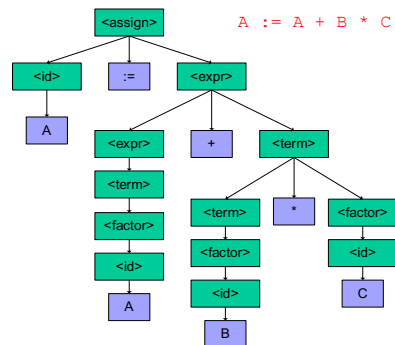 <assign>
A := A + B * C
<id>
:=
<expr>
A
<expr>
+
<term>
<term>
<term>
*
<factor>
<factor>
<factor>
<id>
<id>
<id>
C
A
B